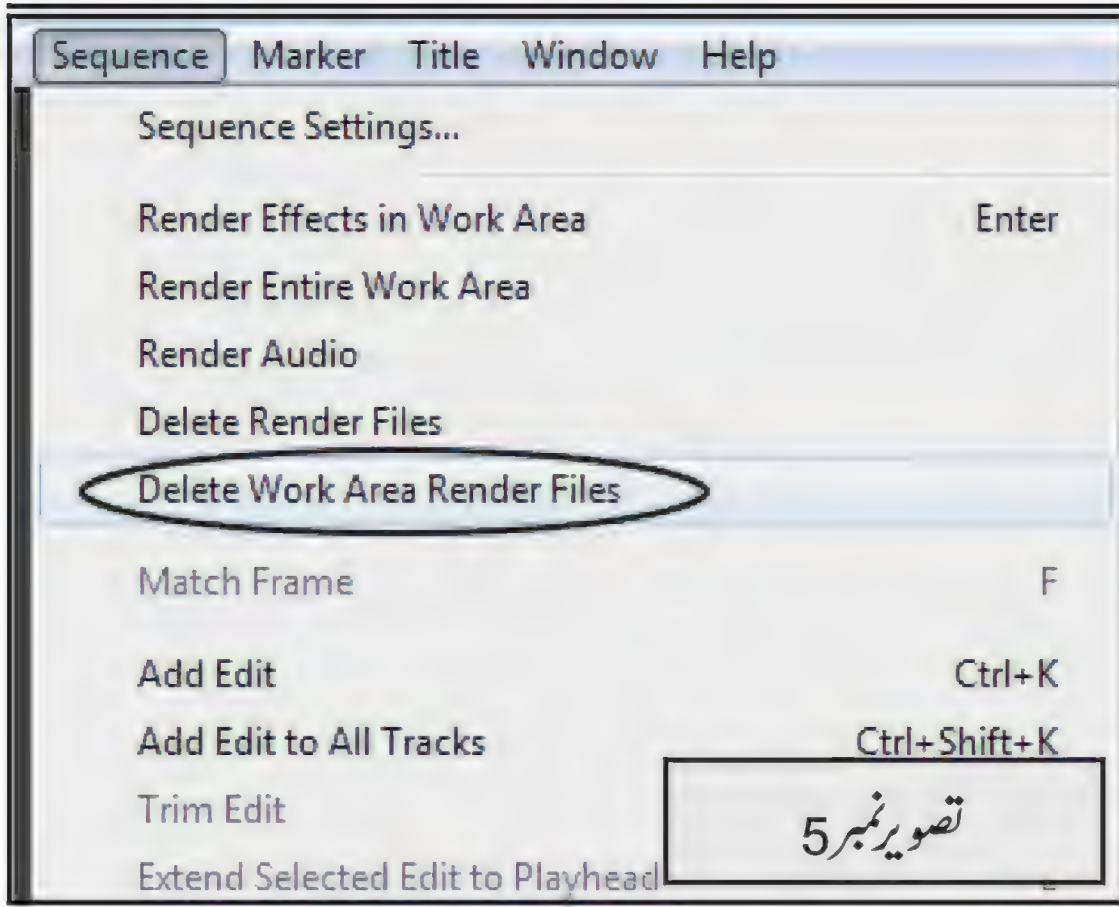 Sequence Marker Title Window Help
Sequence Settings...
Render Effects in Work Area Enter
Render Entire Work Area
Render Audio
Delete Render Files
Delete Work Area Render Files
Match Frame F
Add Edit Ctrl+K
Add Edit to All Tracks Ctrl+Shift+K
Trim Edit
Extend Selected Edit to Playhead
تصویر نمبر 5